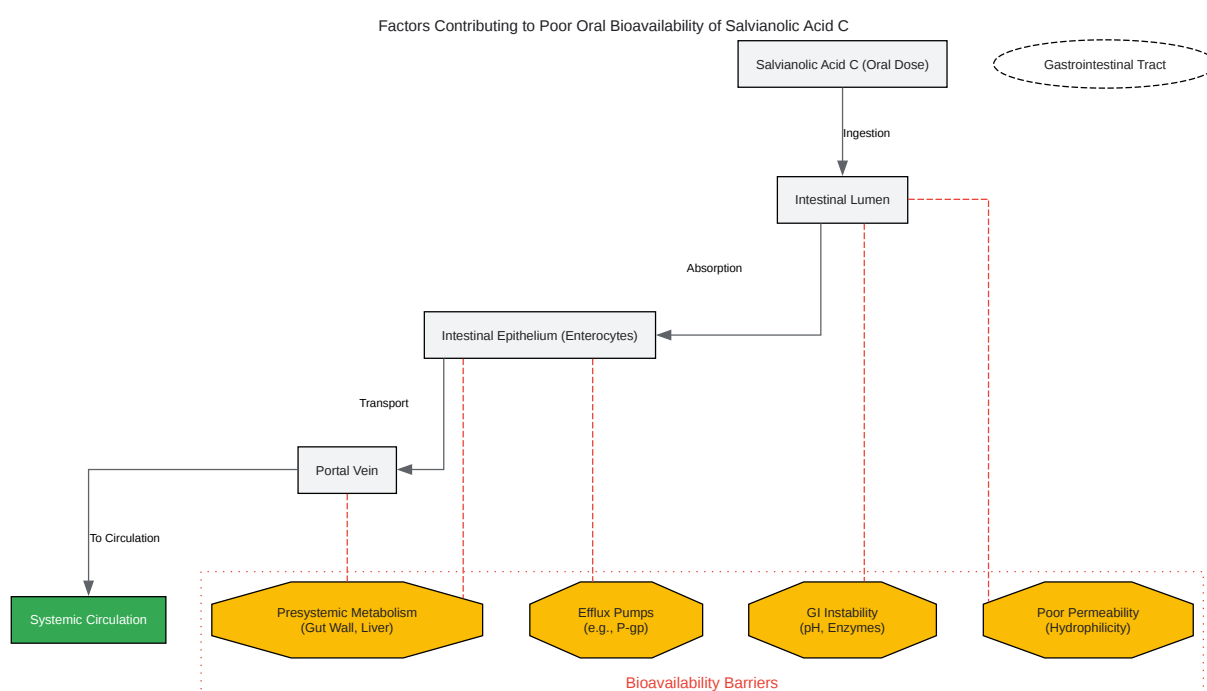 Factors Contributing to Poor Oral Bioavailability of Salvianolic Acid C
Salvianolic Acid C (Oral Dose)
Gastrointestinal Tract
Ingestion
Intestinal Lumen
Absorption
Intestinal Epithelium (Enterocytes)
Transport
Portal Vein
To Circulation
Systemic Circulation
Presystemic Metabolism
(Gut Wall, Liver)
Efflux Pumps
(e.g., P-gp)
GI Instability
(pH, Enzymes)
Poor Permeability
(Hydrophilicity)
Bioavailability Barriers